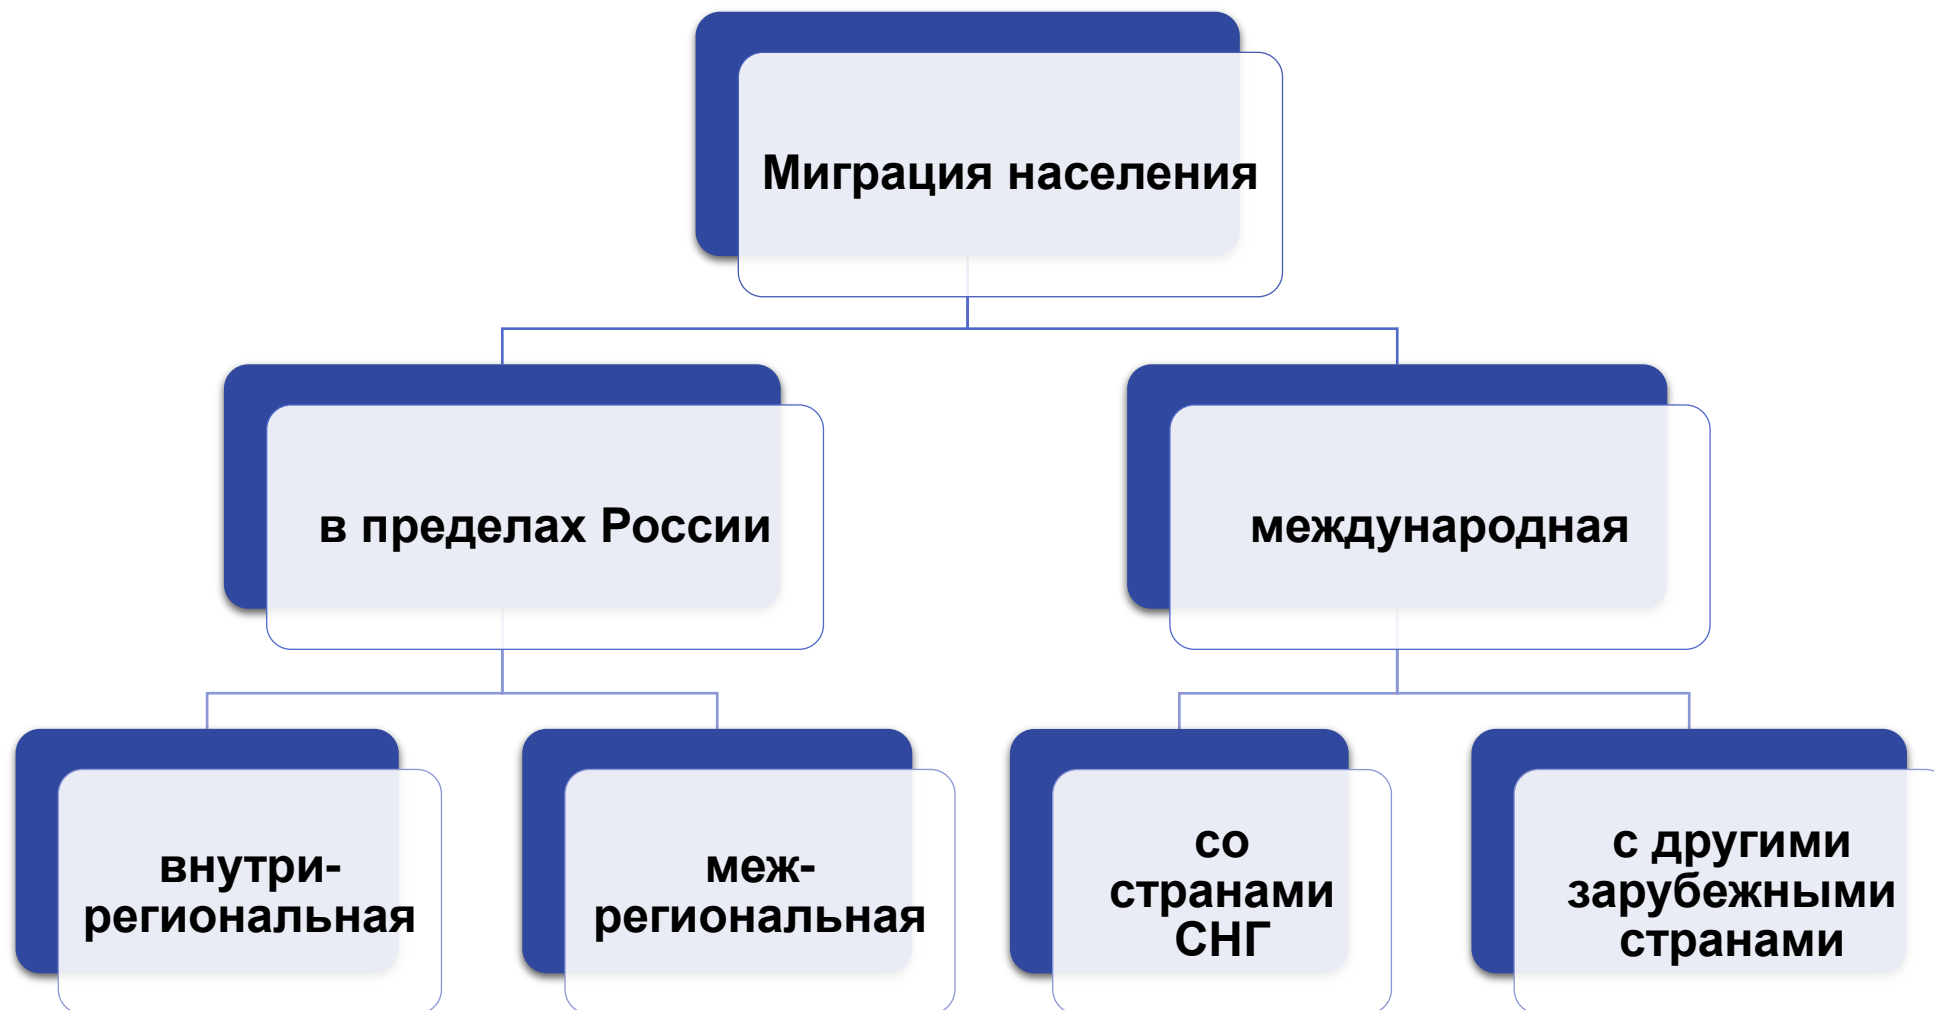 Миграция населения
в пределах России
международная
внутри-
региональная
меж-
региональная
со
странами
СНГ
с другими
зарубежными
странами